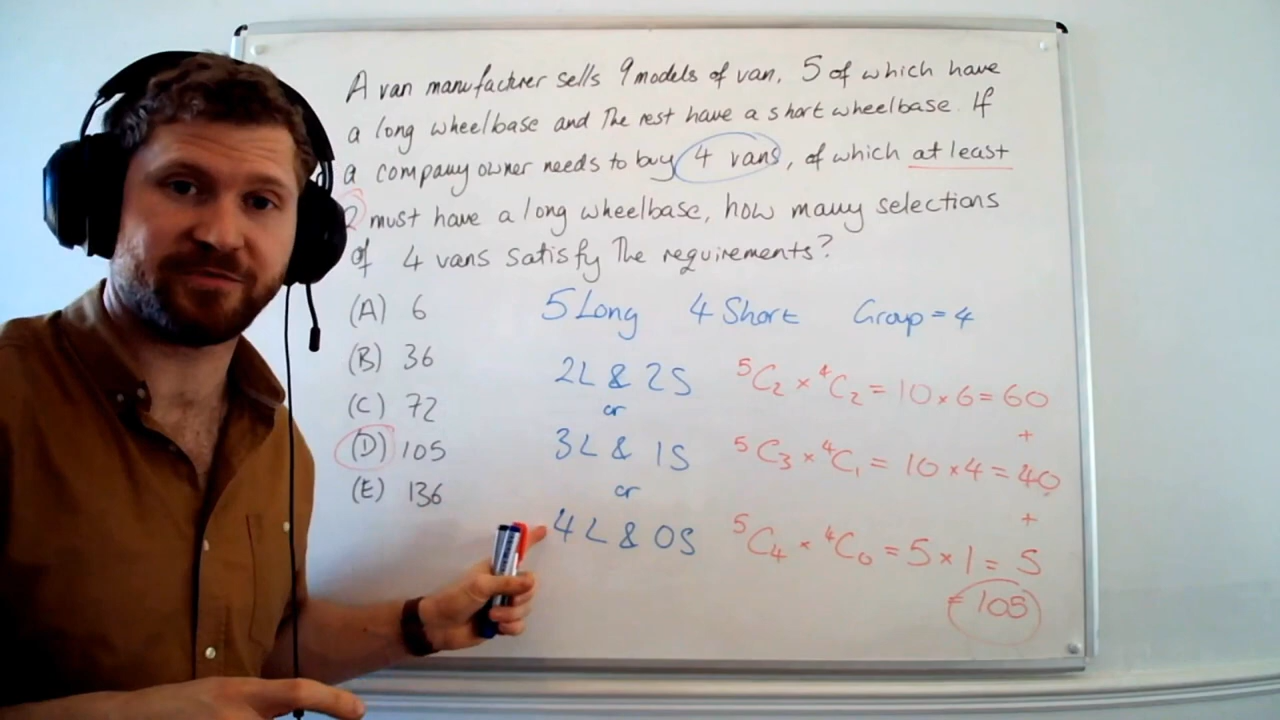 A van manufacturer sells 9 models of van, 5 of which have
a long wheelbase and the rest have a short wheelbase. If
a company owner needs to buy 4 vans, of which at least
2 must have a long wheelbase, how many selections
of 4 vans satisfy the requirements?
(A) 6
(B) 36
(C) 72
(D) 105
(E) 136
5 Long 4 Short Group = 4
2L & 2S ⁵C₂ × ⁴C₂ = 10 × 6 = 60
or +
3L & 1S ⁵C₃ × ⁴C₁ = 10 × 4 = 40
or +
4L & 0S ⁵C₄ × ⁴C₀ = 5 × 1 = 5
= 105